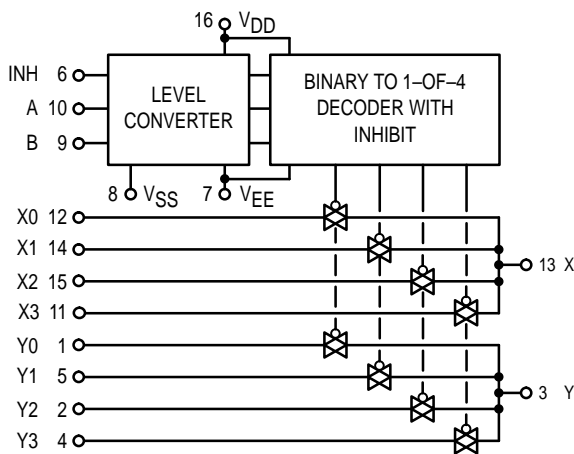 16 VDD
INH 6
A 10
B 9
LEVEL
CONVERTER
BINARY TO 1–OF–4
DECODER WITH
INHIBIT
8 VSS
7 VEE
X0 12
X1 14
X2 15
X3 11
13 X
Y0 1
Y1 5
Y2 2
Y3 4
3 Y